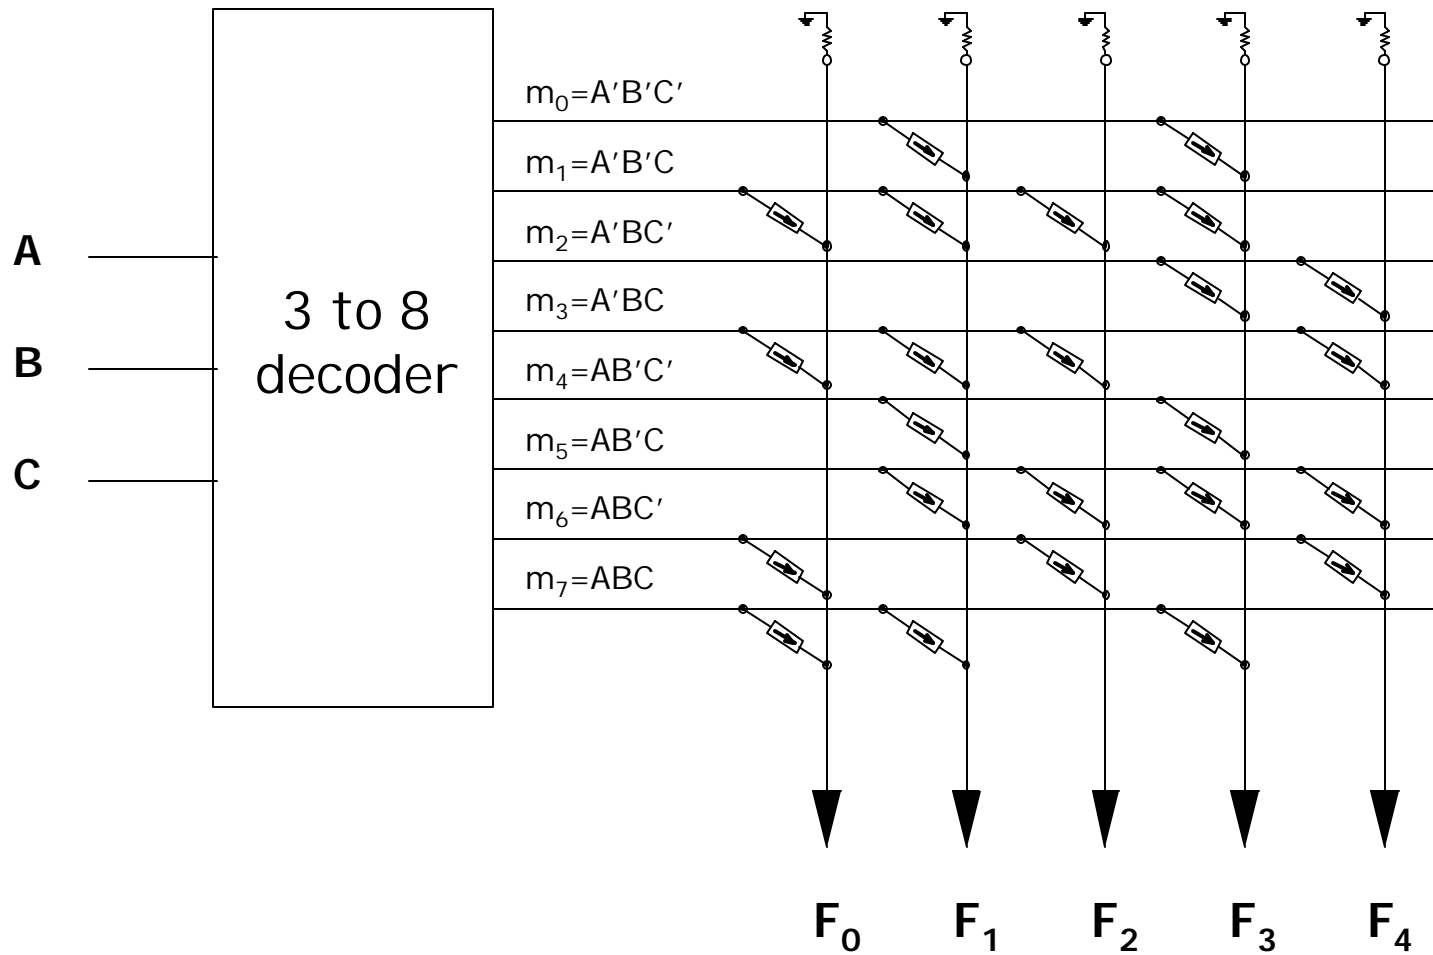 m₀=A'B'C'
m₁=A'B'C
m₂=A'BC'
A
m₃=A'BC
3 to 8
decoder
B
m₄=AB'C'
m₅=AB'C
C
m₆=ABC'
m₇=ABC
F₀ F₁ F₂ F₃ F₄